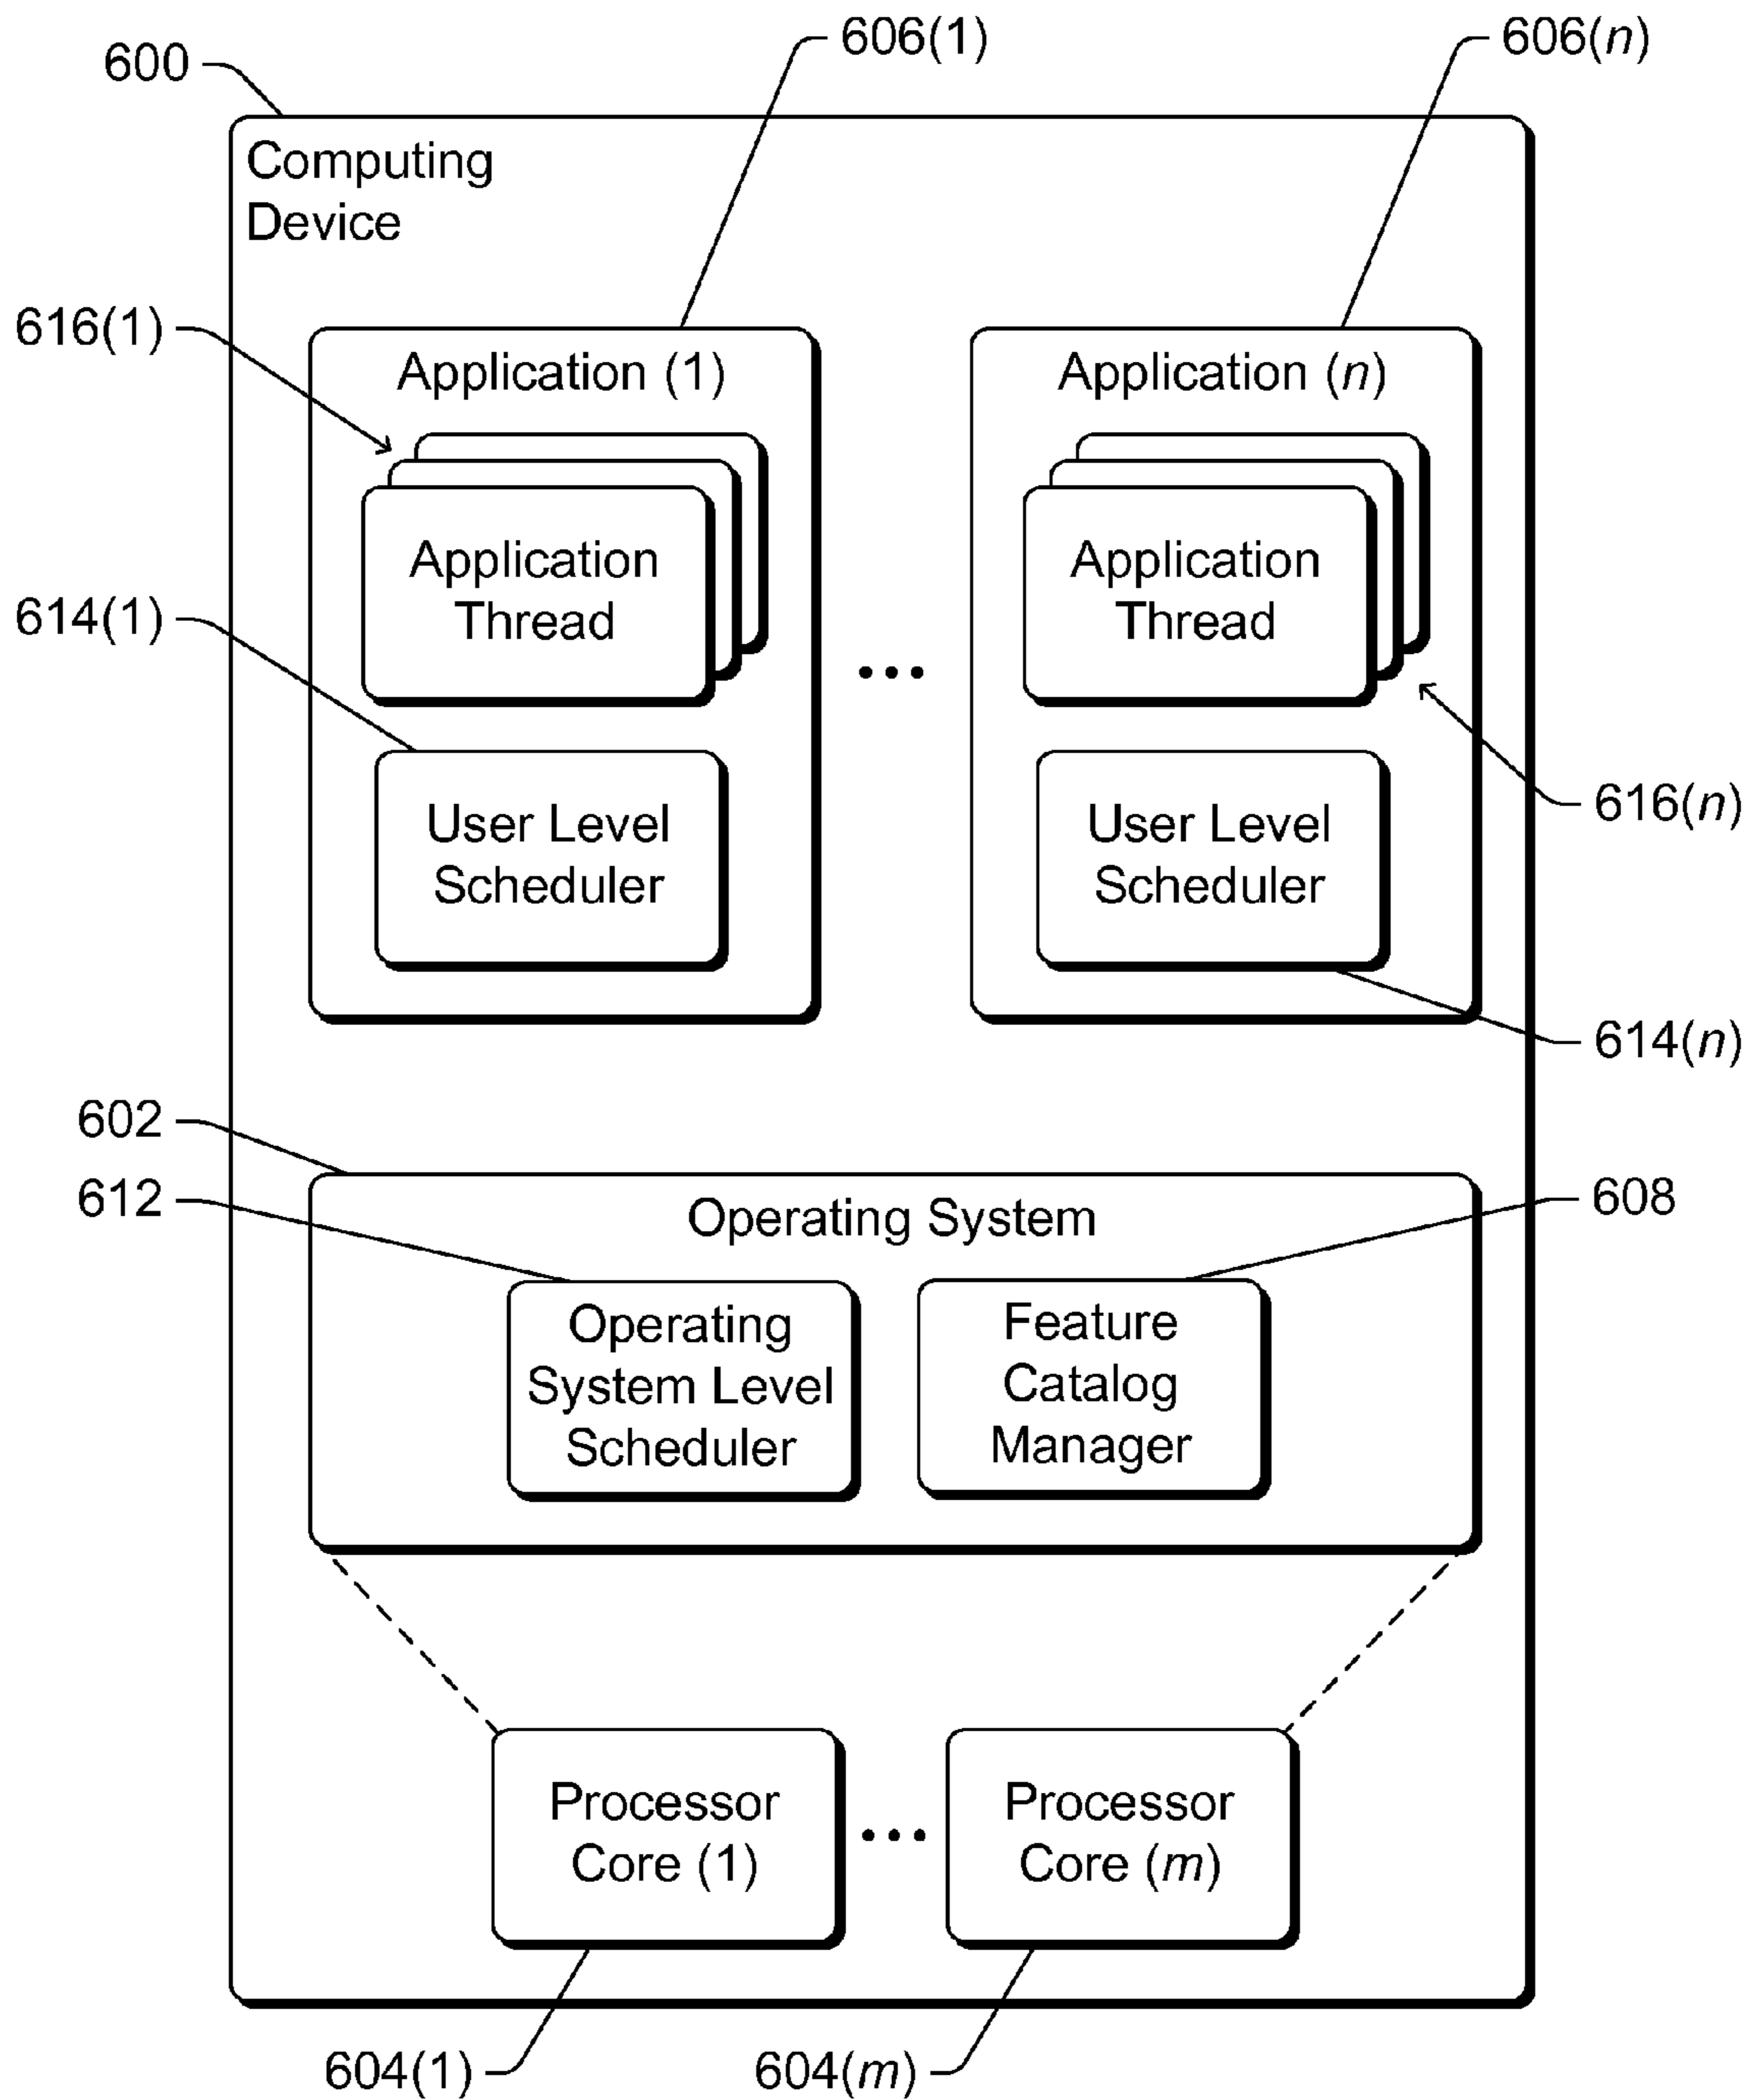 606(1)
606(n)
600
Computing
Device
616(1)
Application (1)
Application (n)
Application
Thread
Application
Thread
614(1)
...
User Level
Scheduler
User Level
Scheduler
616(n)
614(n)
602
612
608
Operating System
Operating
System Level
Scheduler
Feature
Catalog
Manager
Processor
Core (1)
...
Processor
Core (m)
604(1)
604(m)